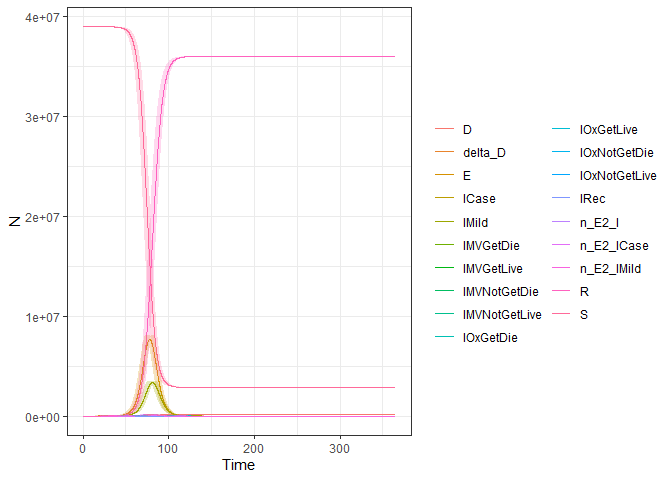 4e+07
3e+07
2e+07
1e+07
0e+00
N
0
100
200
300
Time
D
delta_D
E
ICase
IMild
IMVGetDie
IMVGetLive
IMVNotGetDie
IMVNotGetLive
IOxGetDie
IOxGetLive
IOxNotGetDie
IOxNotGetLive
IRec
n_E2_I
n_E2_ICase
n_E2_IMild
R
S